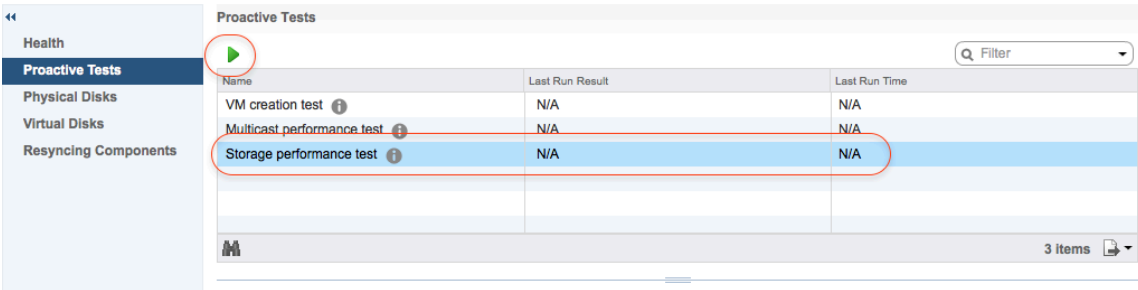 Proactive Tests
Health
Proactive Tests
Physical Disks
Virtual Disks
Resyncing Components
Filter
Name Last Run Result Last Run Time
VM creation test N/A N/A
Multicast performance test N/A N/A
Storage performance test N/A N/A
3 items